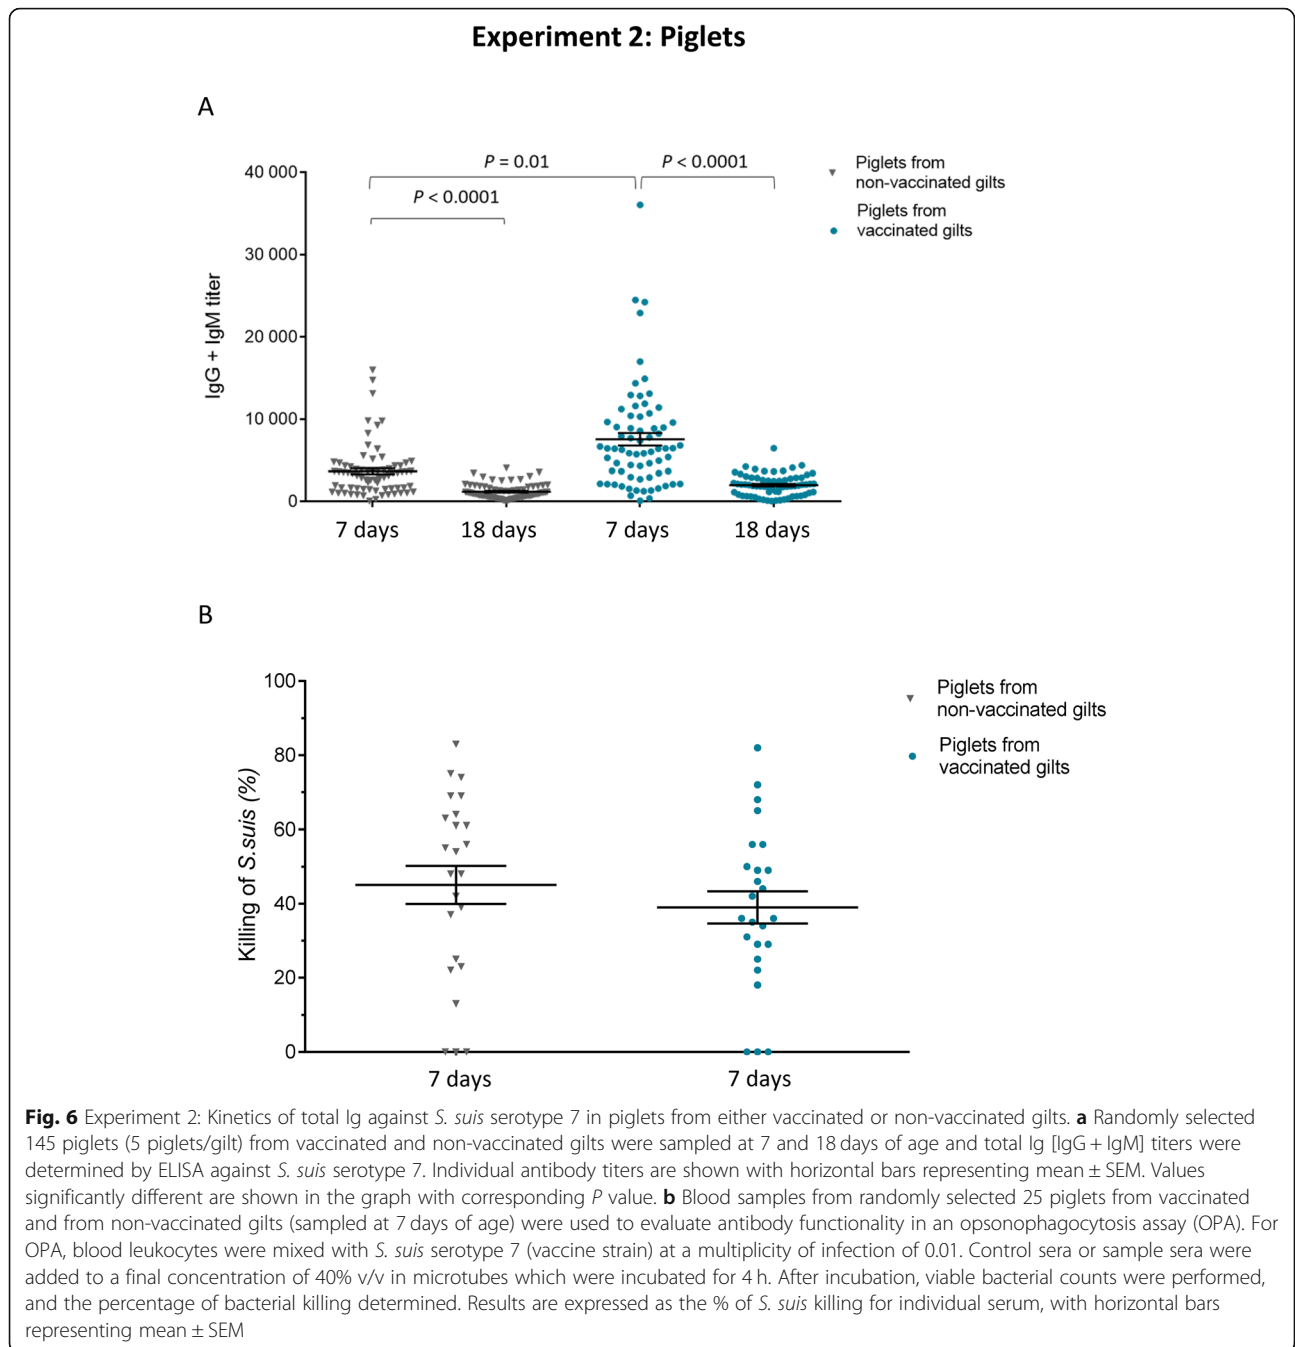 Experiment 2: Piglets
A
P = 0.01
P < 0.0001
P < 0.0001
Piglets from
non-vaccinated gilts
Piglets from
vaccinated gilts
40 000
30 000
20 000
10 000
0
IgG + IgM titer
7 days
18 days
7 days
18 days
B
100
80
60
40
20
0
Killing of S.suis (%)
Piglets from
non-vaccinated gilts
Piglets from
vaccinated gilts
7 days
7 days
Fig. 6 Experiment 2: Kinetics of total Ig against S. suis serotype 7 in piglets from either vaccinated or non-vaccinated gilts. a Randomly selected
145 piglets (5 piglets/gilt) from vaccinated and non-vaccinated gilts were sampled at 7 and 18 days of age and total Ig [IgG + IgM] titers were
determined by ELISA against S. suis serotype 7. Individual antibody titers are shown with horizontal bars representing mean ± SEM. Values
significantly different are shown in the graph with corresponding P value. b Blood samples from randomly selected 25 piglets from vaccinated
and from non-vaccinated gilts (sampled at 7 days of age) were used to evaluate antibody functionality in an opsonophagocytosis assay (OPA). For
OPA, blood leukocytes were mixed with S. suis serotype 7 (vaccine strain) at a multiplicity of infection of 0.01. Control sera or sample sera were
added to a final concentration of 40% v/v in microtubes which were incubated for 4 h. After incubation, viable bacterial counts were performed,
and the percentage of bacterial killing determined. Results are expressed as the % of S. suis killing for individual serum, with horizontal bars
representing mean ± SEM